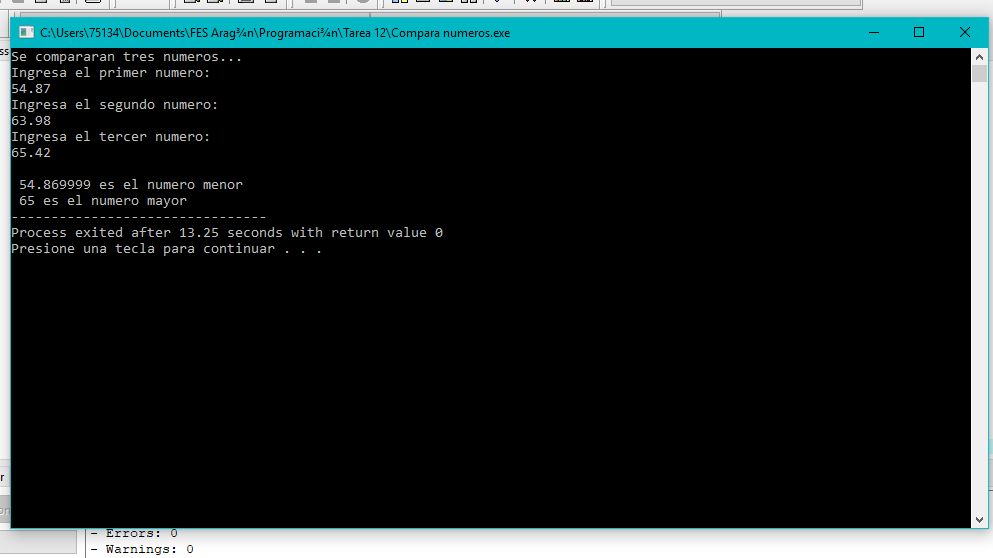 C:\Users\75134\Documents\FES Arag¾n\Programaci¾n\Tarea 12\Compara numeros.exe
Se compararan tres numeros...
Ingresa el primer numero:
54.87
Ingresa el segundo numero:
63.98
Ingresa el tercer numero:
65.42
54.869999 es el numero menor
65 es el numero mayor
--------------------------------
Process exited after 13.25 seconds with return value 0
Presione una tecla para continuar . . .
- Errors: 0
- Warnings: 0